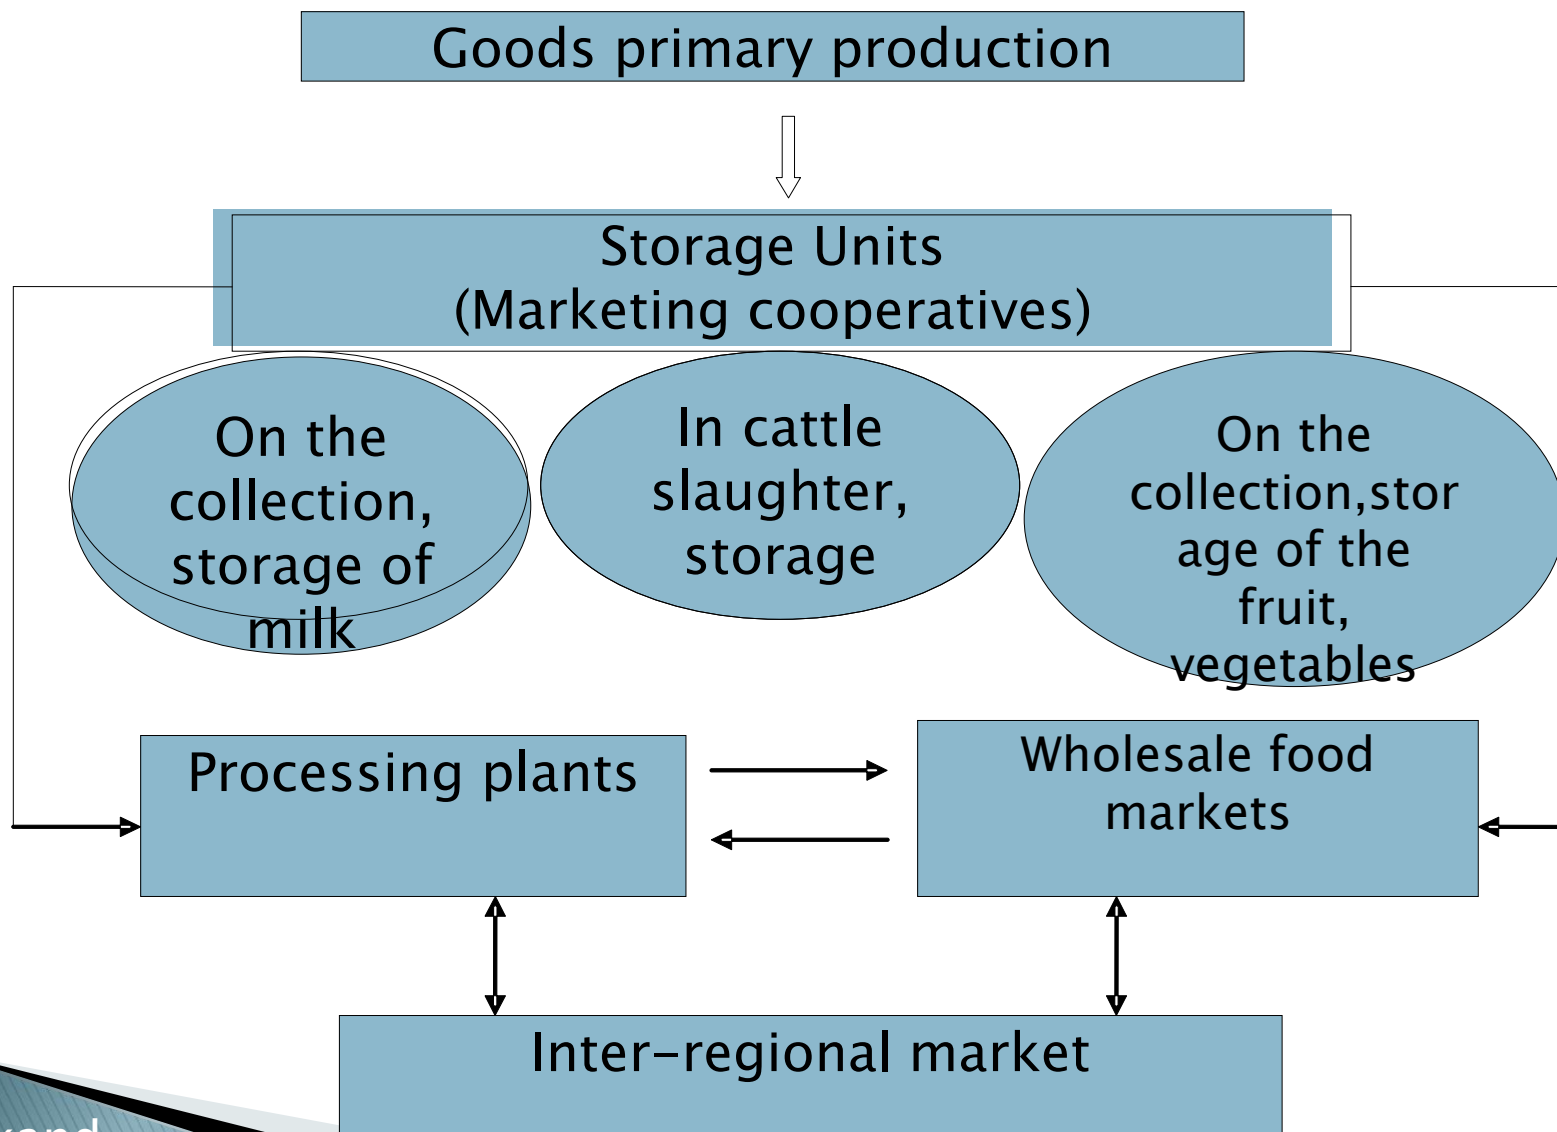 Goods primary production
Storage Units
(Marketing cooperatives)
On the
collection,
storage of
milk
In cattle
slaughter,
storage
On the
collection,stor
age of the
fruit,
vegetables
Processing plants
Wholesale food
markets
Inter-regional market